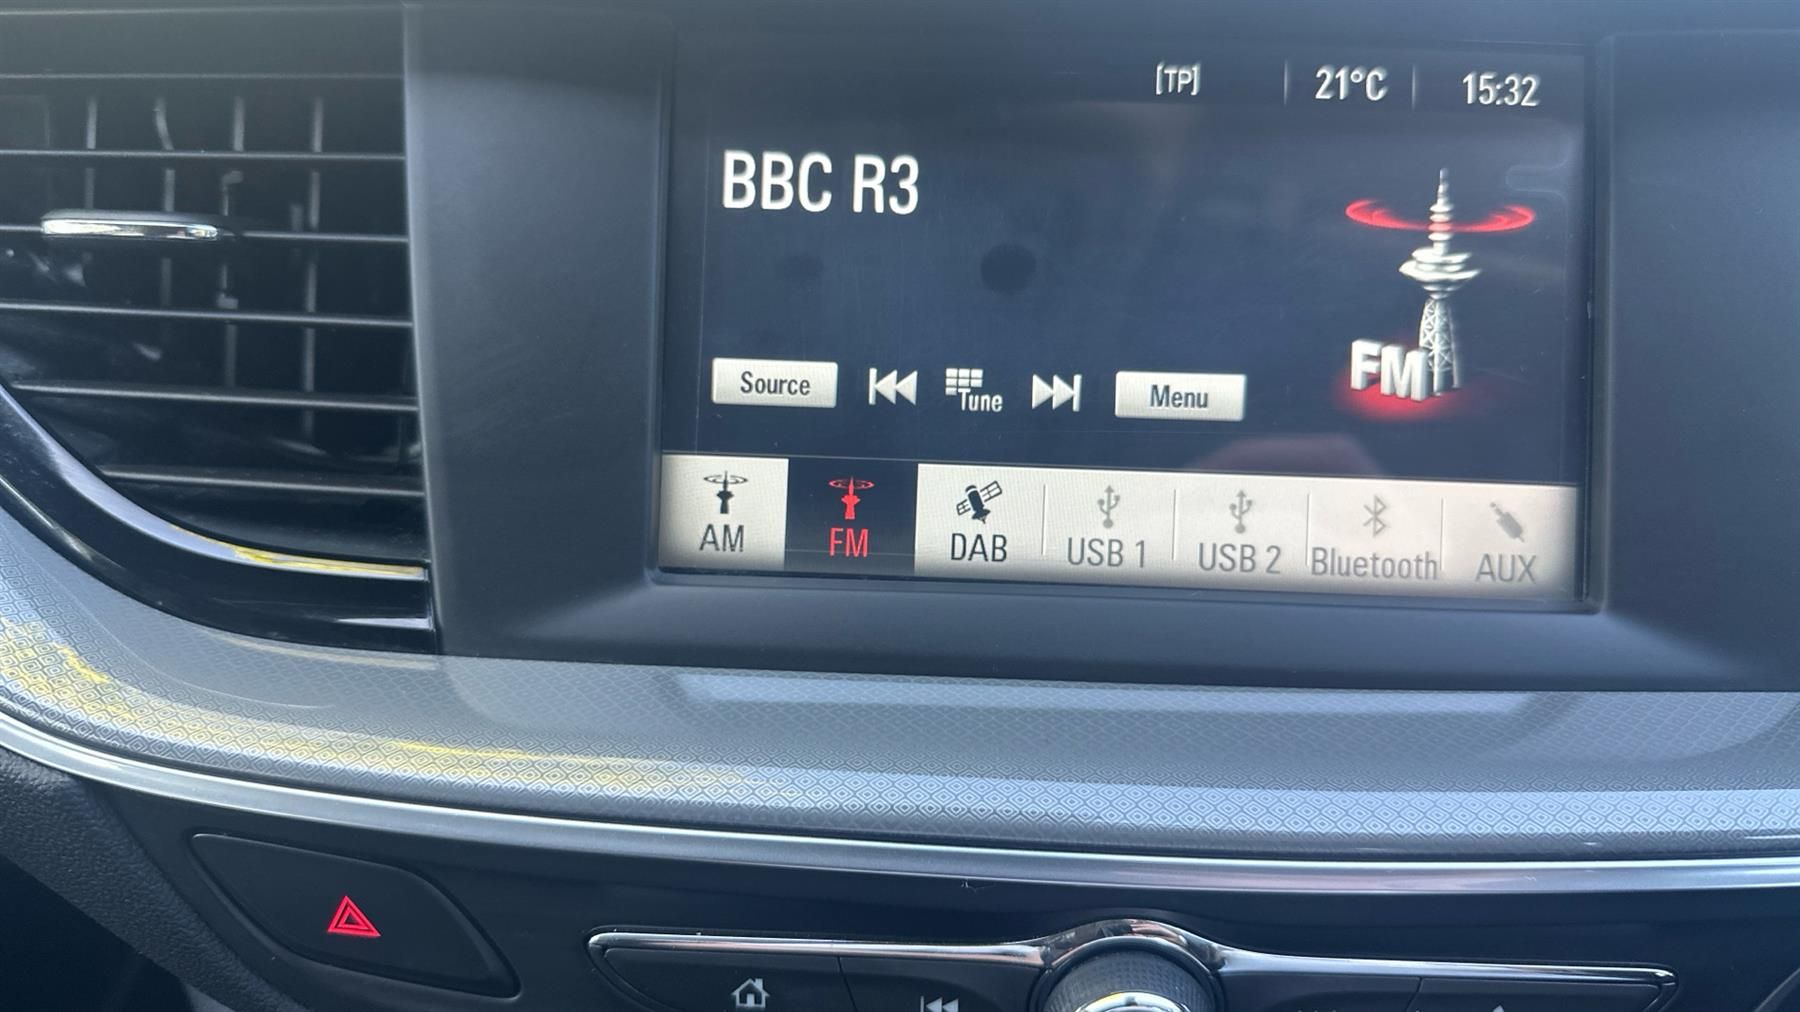 [TP] 21°C 15:32
BBC R3
FM
Source Tune Menu
AM FM DAB USB 1 USB 2 Bluetooth AUX